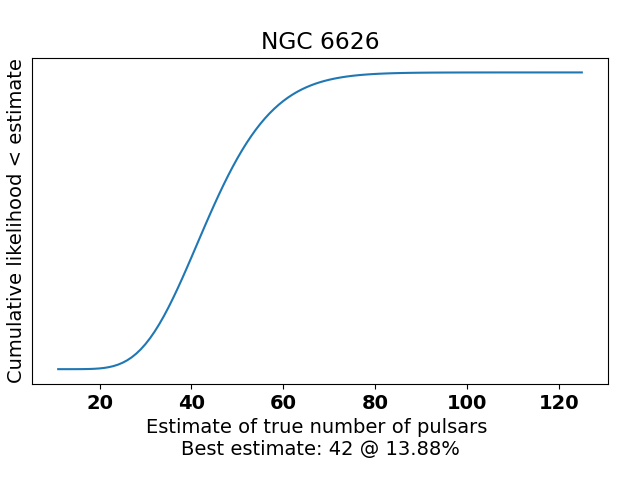 NGC 6626
Cumulative likelihood < estimate
20 40 60 80 100 120
Estimate of true number of pulsars
Best estimate: 42 @ 13.88%